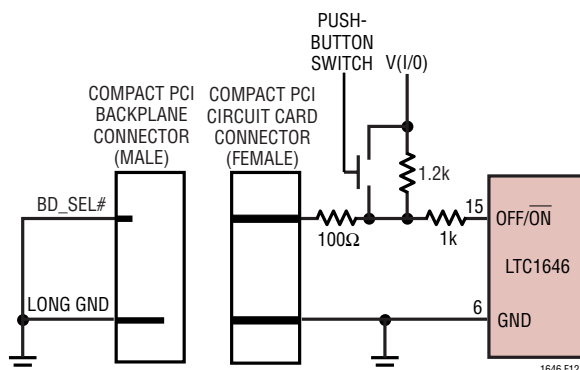 PUSH-
BUTTON
SWITCH
V(I/0)
COMPACT PCI
BACKPLANE
CONNECTOR
(MALE)
COMPACT PCI
CIRCUIT CARD
CONNECTOR
(FEMALE)
1.2k
BD_SEL#
100Ω
1k
15
OFF/ON
LTC1646
LONG GND
6
GND
1646 F12